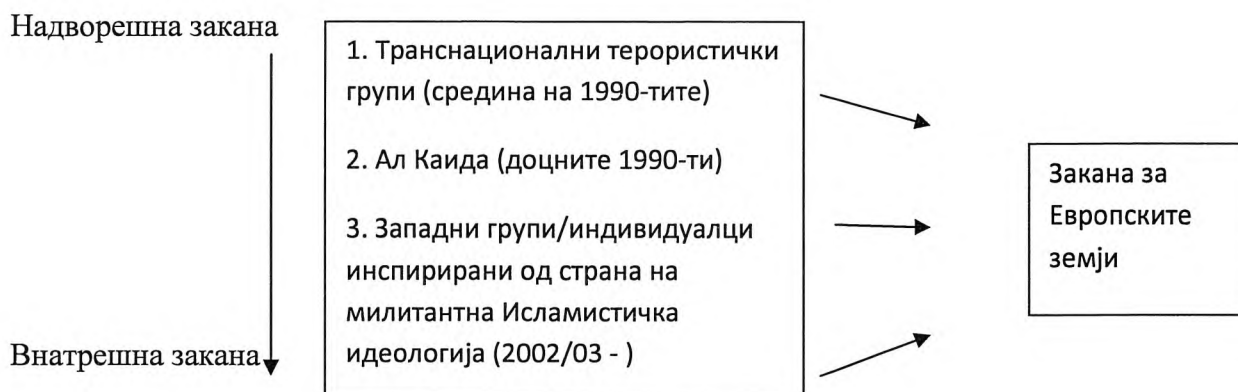 Надворешна закана
1. Транснационални терористички
групи (средина на 1990-тите)
2. Ал Каида (доцните 1990-ти)
3. Западни групи/индивидуалци
инспирирани од страна на
милитантна Исламистичка
идеологија (2002/03 - )
Внатрешна закана
Закана за
Европските
земји